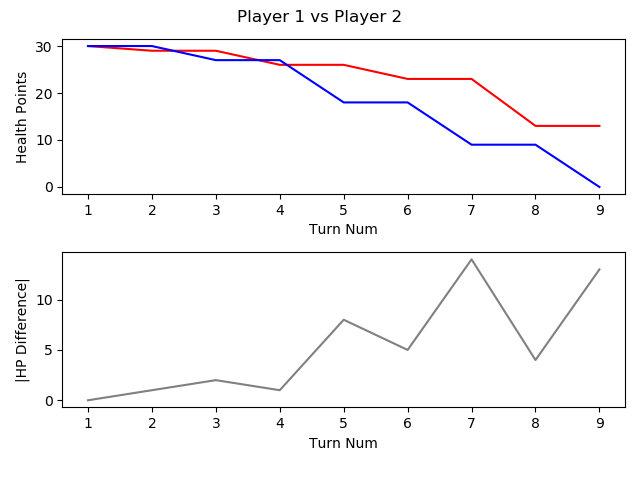 Player 1 vs Player 2
30
20
10
0
Health Points
1 2 3 4 5 6 7 8 9
Turn Num
10
5
0
|HP Difference|
1 2 3 4 5 6 7 8 9
Turn Num